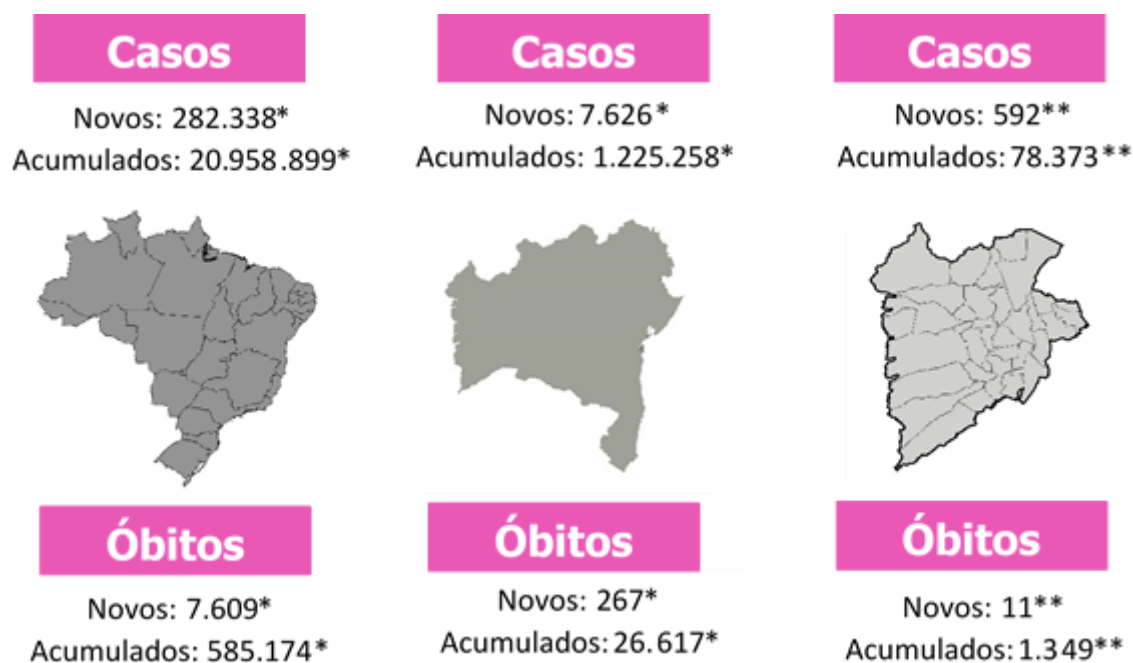 Casos
Novos: 282.338*
Acumulados: 20.958.899*
Casos
Novos: 7.626*
Acumulados: 1.225.258*
Casos
Novos: 592**
Acumulados: 78.373**
Óbitos
Novos: 7.609*
Acumulados: 585.174*
Óbitos
Novos: 267*
Acumulados: 26.617*
Óbitos
Novos: 11**
Acumulados: 1.349**